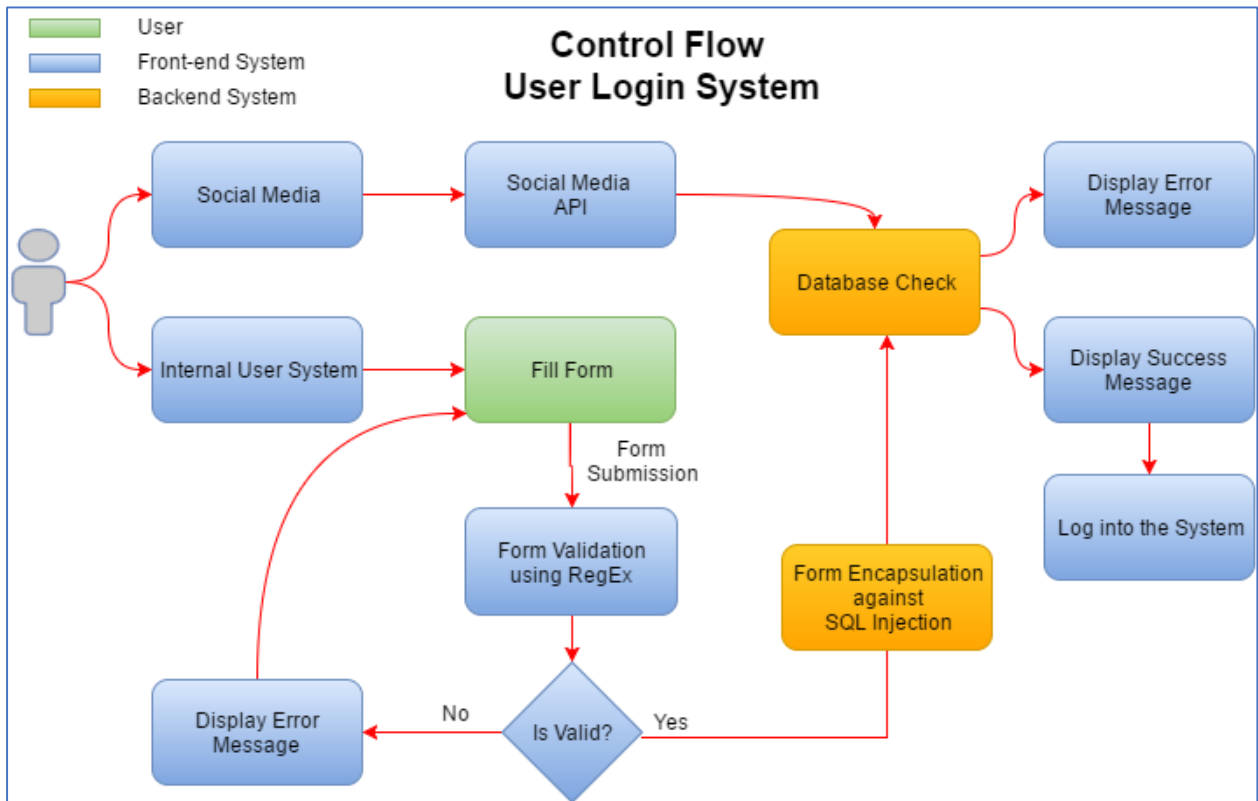 User
Front-end System
Backend System
Control Flow
User Login System
Social Media
Social Media
API
Display Error
Message
Database Check
Internal User System
Fill Form
Display Success
Message
Form
Submission
Form Validation
using RegEx
Log into the System
Form Encapsulation
against
SQL Injection
Display Error
Message
No
Is Valid?
Yes